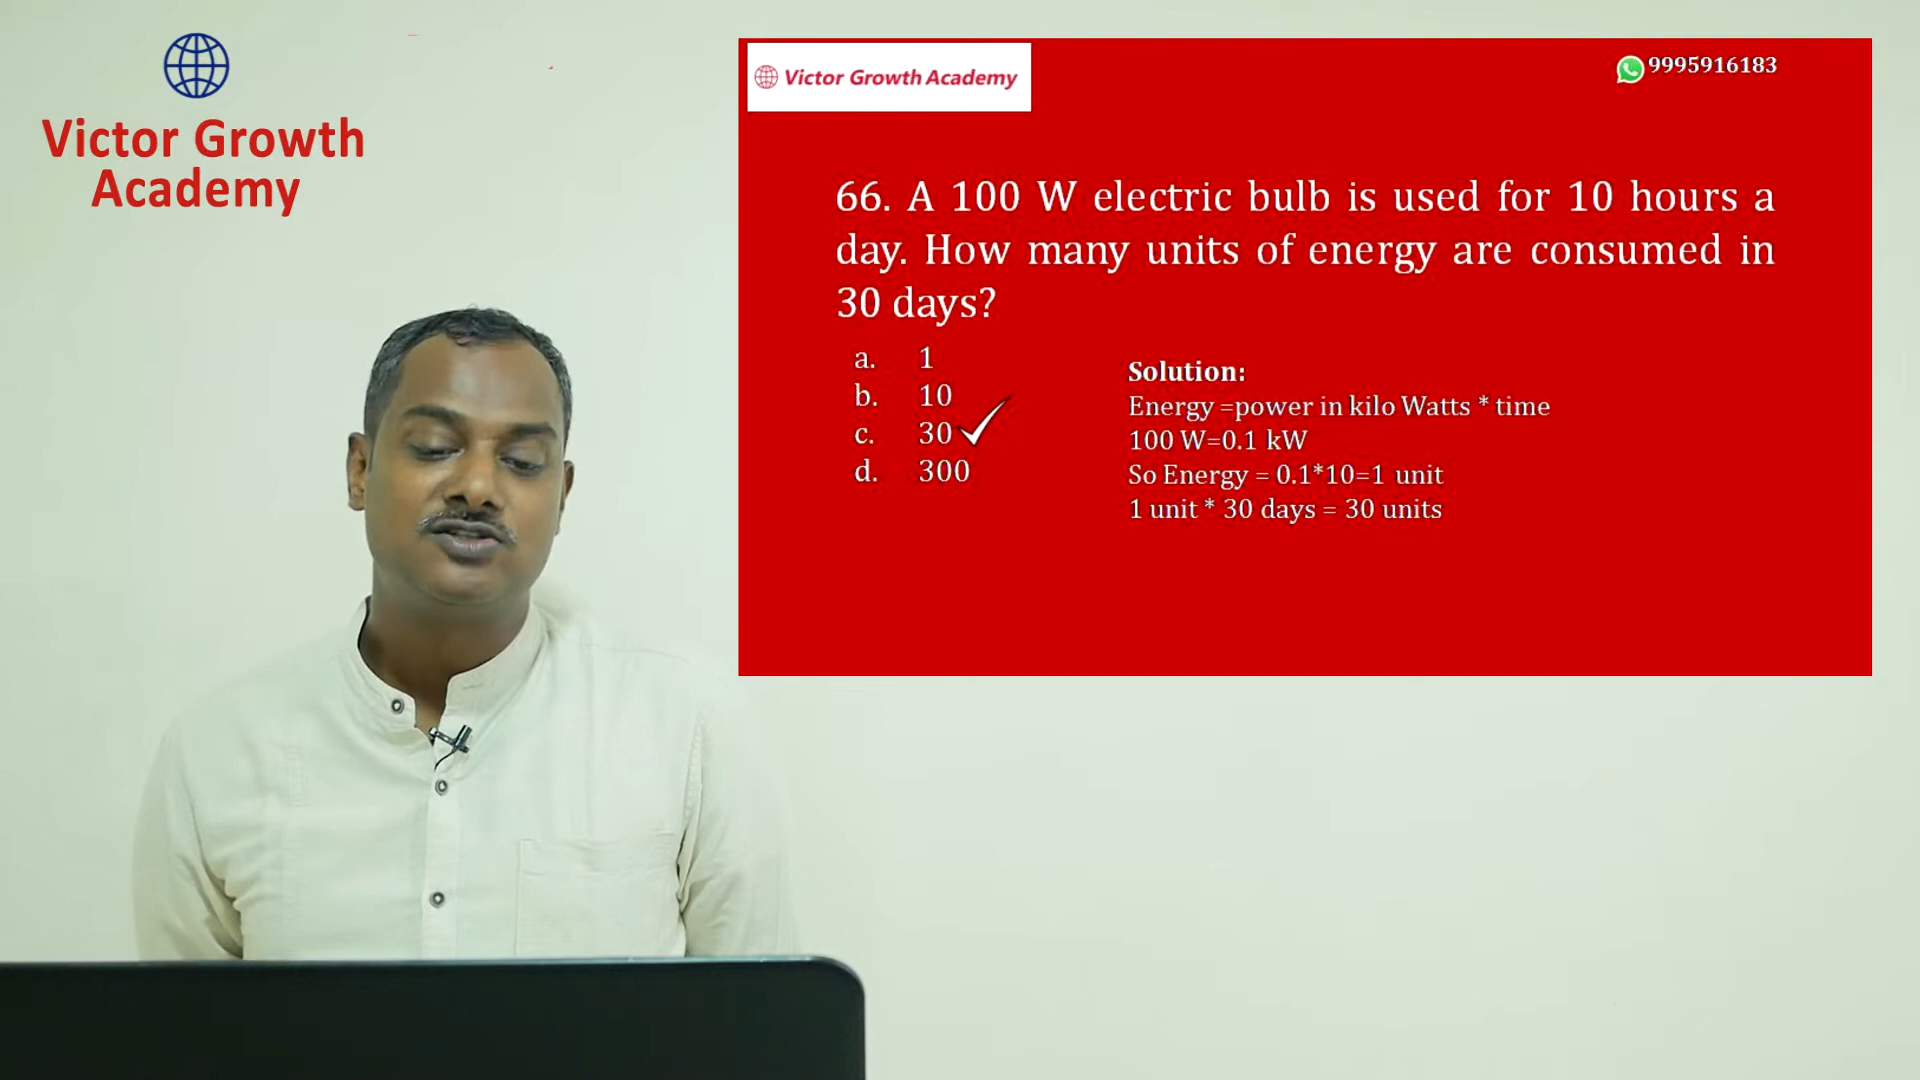 Victor Growth
Academy
Victor Growth Academy
9995916183
66. A 100 W electric bulb is used for 10 hours a
day. How many units of energy are consumed in
30 days?
a. 1
b. 10
c. 30
d. 300
Solution:
Energy =power in kilo Watts * time
100 W=0.1 kW
So Energy = 0.1*10=1 unit
1 unit * 30 days = 30 units